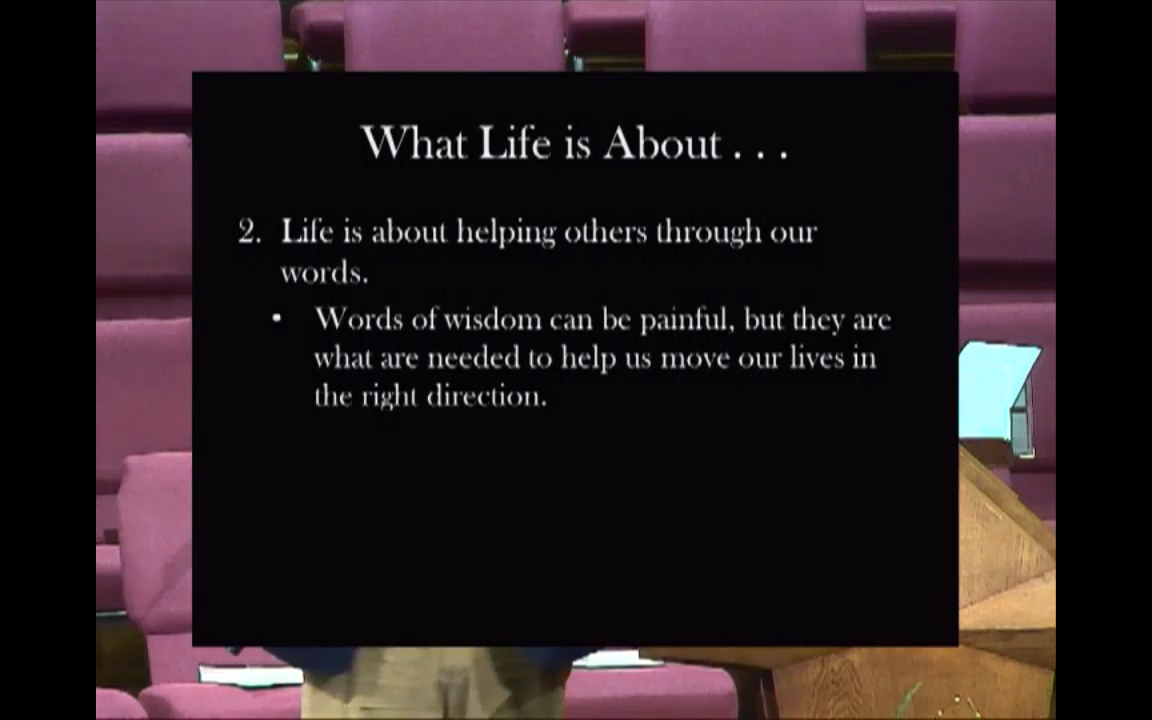 What Life is About . . .
2. Life is about helping others through our
words.
• Words of wisdom can be painful, but they are
what are needed to help us move our lives in
the right direction.